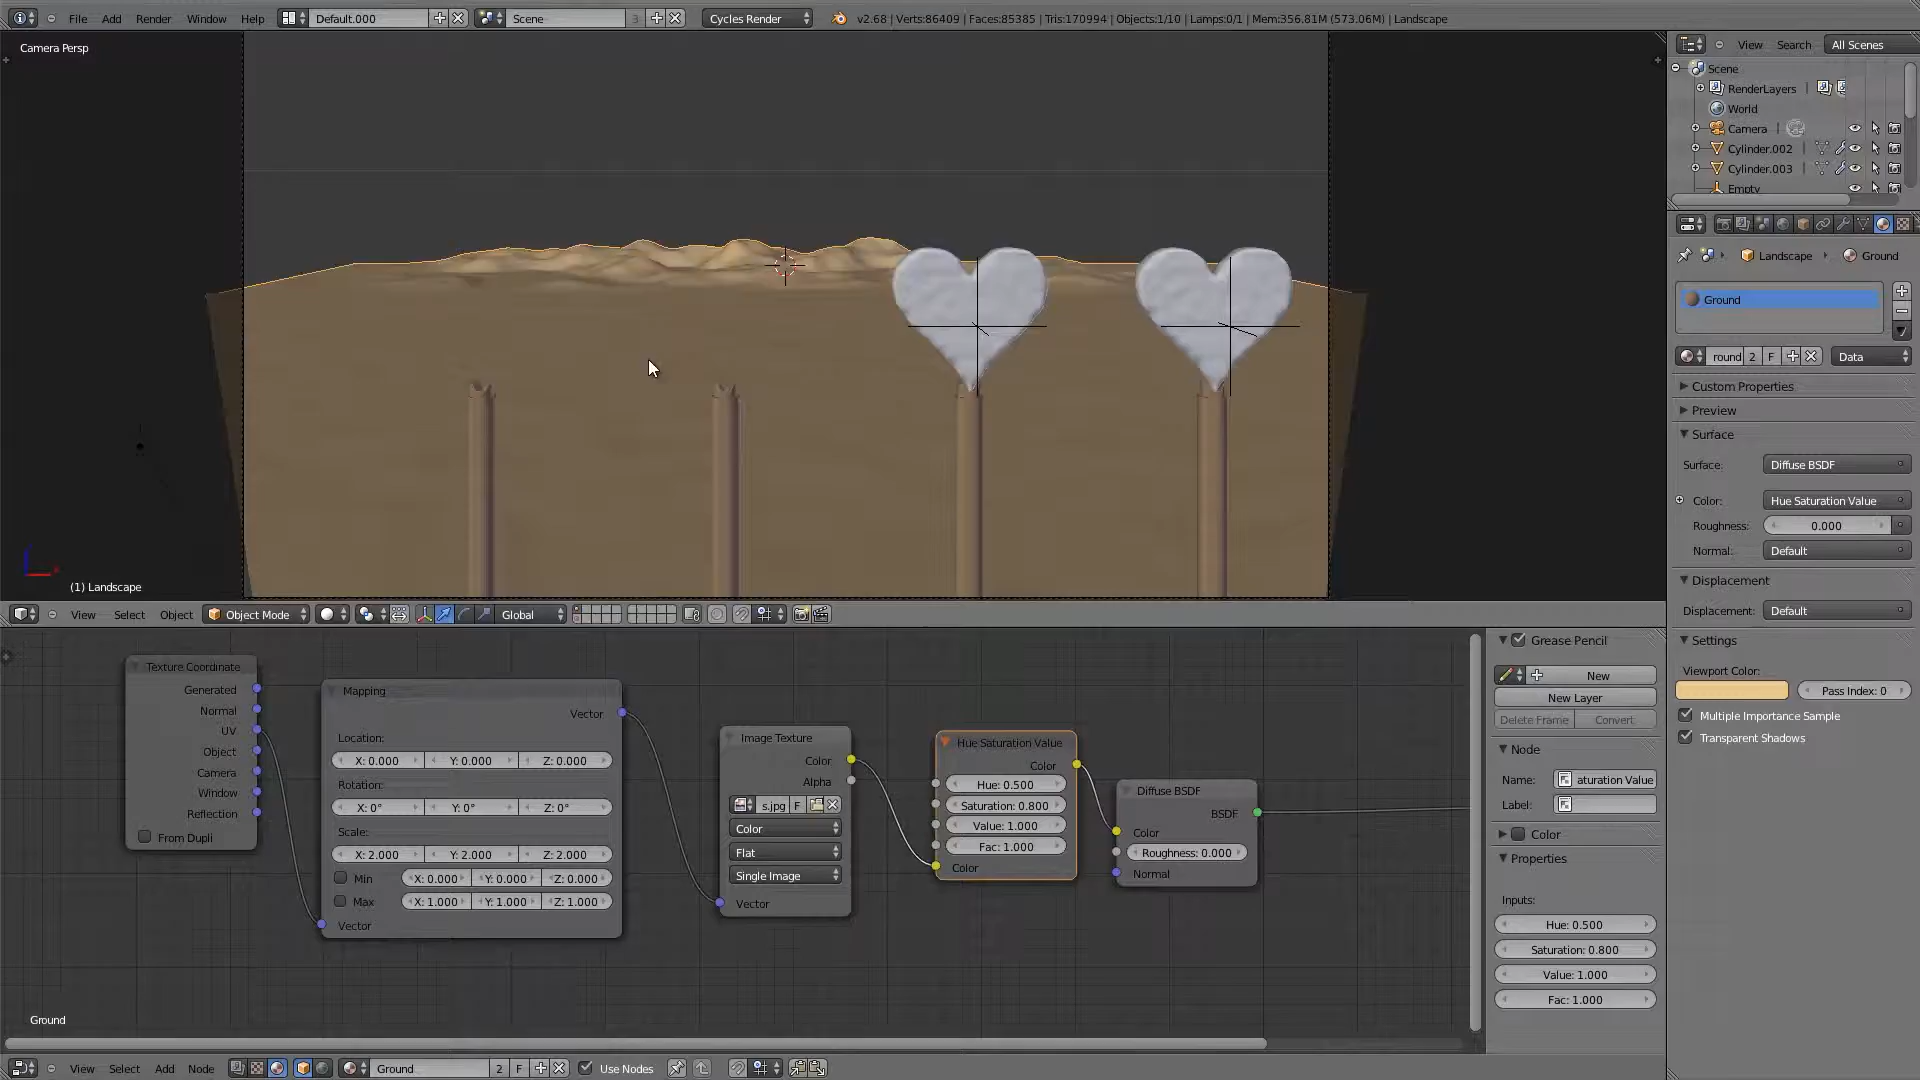 File Add Render Window Help Default.000 Scene 3 Cycles Render v2.68 | Verts:86409 | Faces:85385 | Tris:170994 | Objects:1/10 | Lamps:0/1 | Mem:356.81M (573.06M) | Landscape
Camera Persp
(1) Landscape
View Select Object Object Mode Global
View Search All Scenes
Scene
RenderLayers
World
Camera
Cylinder.002
Cylinder.003
Empty
Landscape Ground
Ground
round 2 F Data
Custom Properties
Preview
Surface
Surface: Diffuse BSDF
Color: Hue Saturation Value
Roughness: 0.000
Normal: Default
Displacement
Displacement: Default
Settings
Viewport Color:
Pass Index: 0
Multiple Importance Sample
Transparent Shadows
Texture Coordinate
Generated
Normal
UV
Object
Camera
Window
Reflection
From Dupli
Mapping
Vector
Location:
X: 0.000 Y: 0.000 Z: 0.000
Rotation:
X: 0° Y: 0° Z: 0°
Scale:
X: 2.000 Y: 2.000 Z: 2.000
Min X: 0.000 Y: 0.000 Z: 0.000
Max X: 1.000 Y: 1.000 Z: 1.000
Vector
Image Texture
Color
Alpha
s.jpg F
Color
Flat
Single Image
Vector
Hue Saturation Value
Color
Hue: 0.500
Saturation: 0.800
Value: 1.000
Fac: 1.000
Color
Diffuse BSDF
BSDF
Color
Roughness: 0.000
Normal
Grease Pencil
New
New Layer
Delete Frame Convert
Node
Name: aturation Value
Label:
Color
Properties
Inputs:
Hue: 0.500
Saturation: 0.800
Value: 1.000
Fac: 1.000
Ground
View Select Add Node Ground 2 F Use Nodes